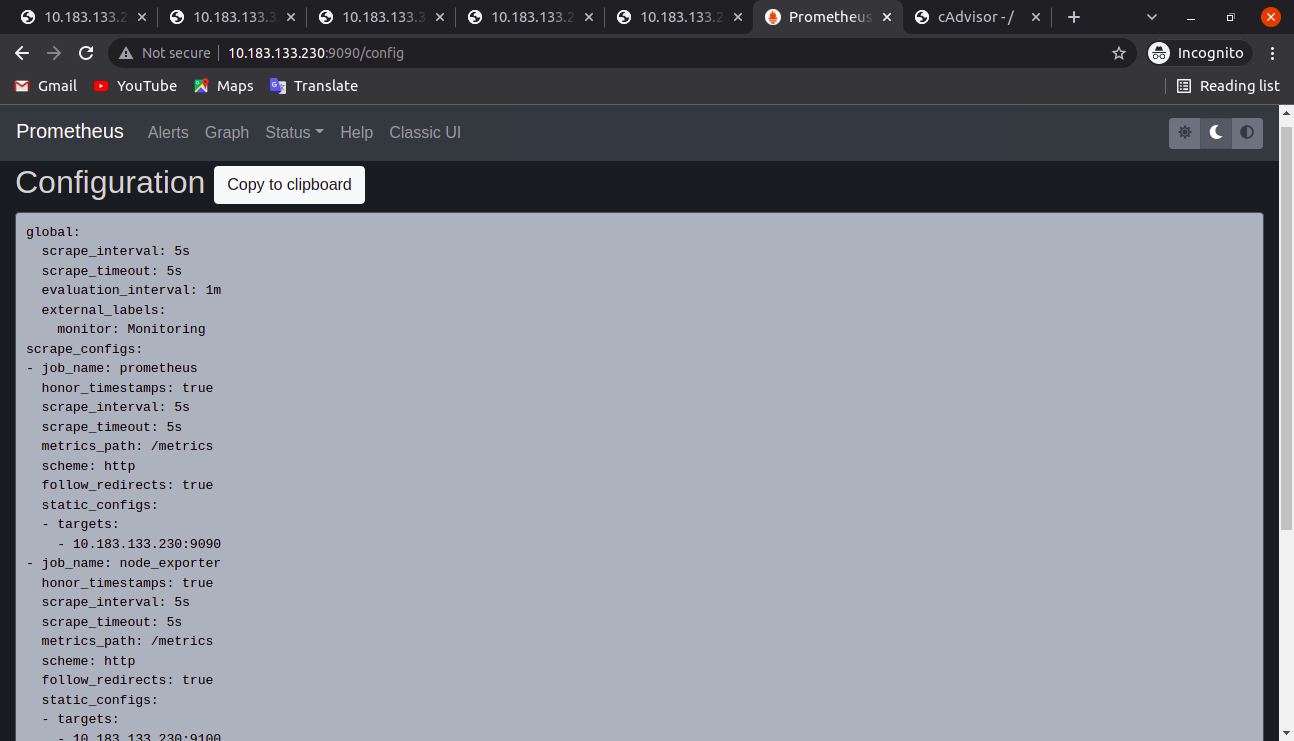 10.183.133.2
10.183.133.3
10.183.133.3
10.183.133.2
10.183.133.2
Prometheus
cAdvisor - /
Not secure
10.183.133.230:9090/config
Incognito
Gmail
YouTube
Maps
Translate
Reading list
Prometheus
Alerts
Graph
Status
Help
Classic UI
Configuration
Copy to clipboard
global:
  scrape_interval: 5s
  scrape_timeout: 5s
  evaluation_interval: 1m
  external_labels:
    monitor: Monitoring
scrape_configs:
- job_name: prometheus
  honor_timestamps: true
  scrape_interval: 5s
  scrape_timeout: 5s
  metrics_path: /metrics
  scheme: http
  follow_redirects: true
  static_configs:
  - targets:
    - 10.183.133.230:9090
- job_name: node_exporter
  honor_timestamps: true
  scrape_interval: 5s
  scrape_timeout: 5s
  metrics_path: /metrics
  scheme: http
  follow_redirects: true
  static_configs:
  - targets:
    - 10.183.133.230:9100